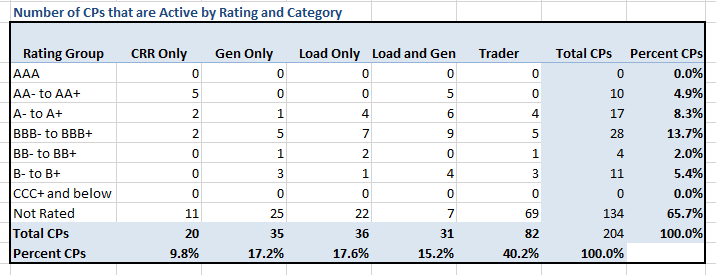 Number of CPs that are Active by Rating and Category
Rating Group CRR Only Gen Only Load Only Load and Gen Trader Total CPs Percent CPs
AAA 0 0 0 0 0 0 0.0%
AA- to AA+ 5 0 0 5 0 10 4.9%
A- to A+ 2 1 4 6 4 17 8.3%
BBB- to BBB+ 2 5 7 9 5 28 13.7%
BB- to BB+ 0 1 2 0 1 4 2.0%
B- to B+ 0 3 1 4 3 11 5.4%
CCC+ and below 0 0 0 0 0 0 0.0%
Not Rated 11 25 22 7 69 134 65.7%
Total CPs 20 35 36 31 82 204 100.0%
Percent CPs 9.8% 17.2% 17.6% 15.2% 40.2% 100.0%